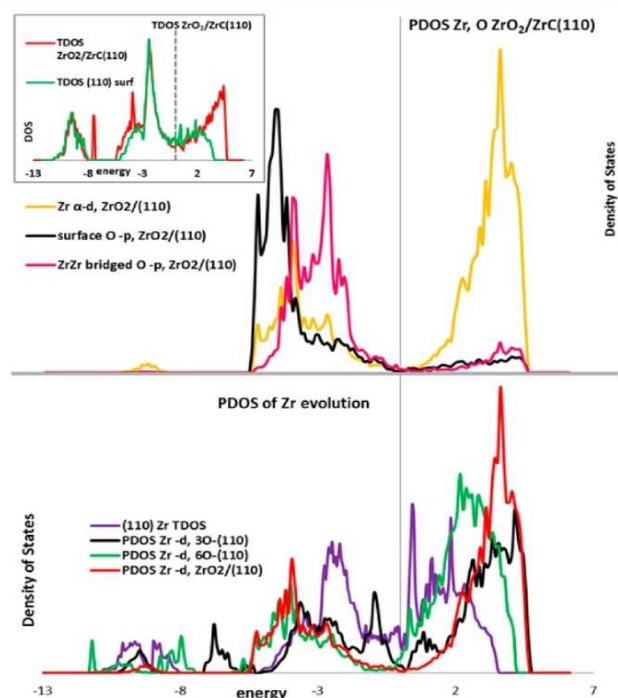 TDOS ZrO₂/ZrC(110)
PDOS Zr, O ZrO₂/ZrC(110)
TDOS
ZrO2/ZrC(110)
TDOS (110) surf
DOS
-13
-8
energy
-3
2
7
Density of States
Zr α-d, ZrO2/(110)
surface O -p, ZrO2/(110)
ZrZr bridged O -p, ZrO2/(110)
PDOS of Zr evolution
Density of States
(110) Zr TDOS
PDOS Zr -d, 3O-(110)
PDOS Zr -d, 6O-(110)
PDOS Zr -d, ZrO2/(110)
-13
-8
energy
-3
2
7